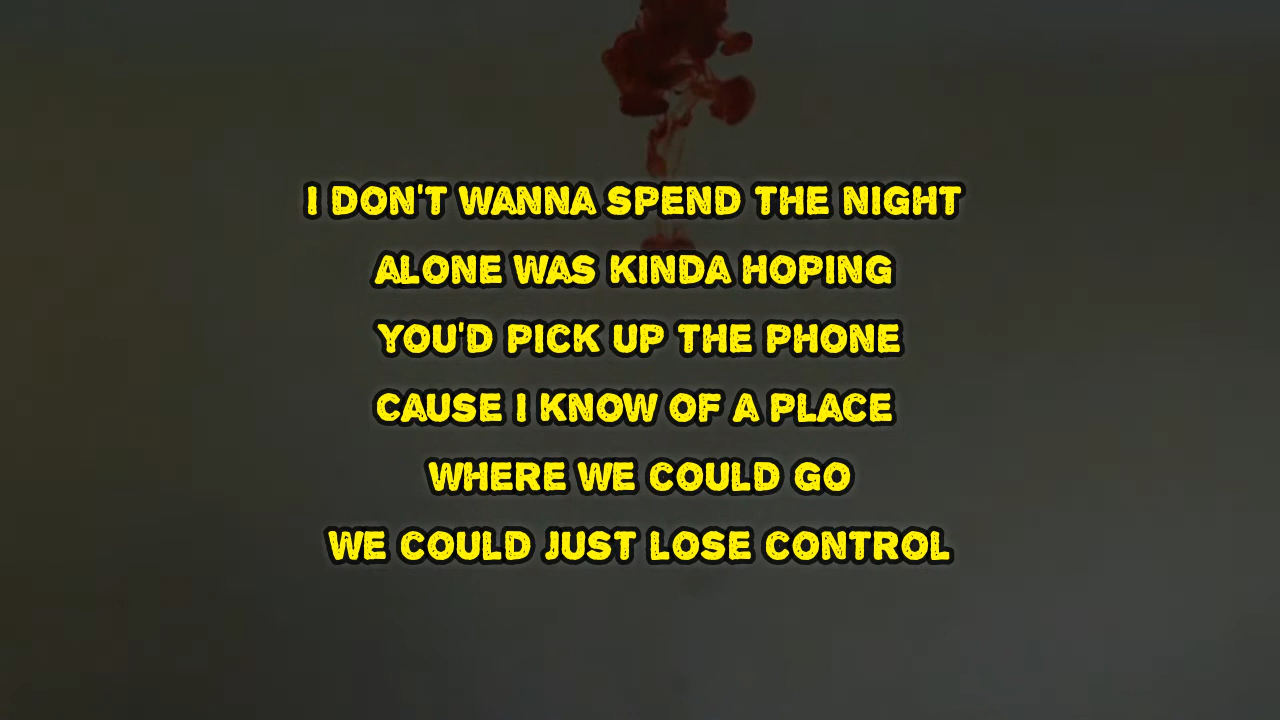 I DON'T WANNA SPEND THE NIGHT
ALONE WAS KINDA HOPING
YOU'D PICK UP THE PHONE
CAUSE I KNOW OF A PLACE
WHERE WE COULD GO
WE COULD JUST LOSE CONTROL